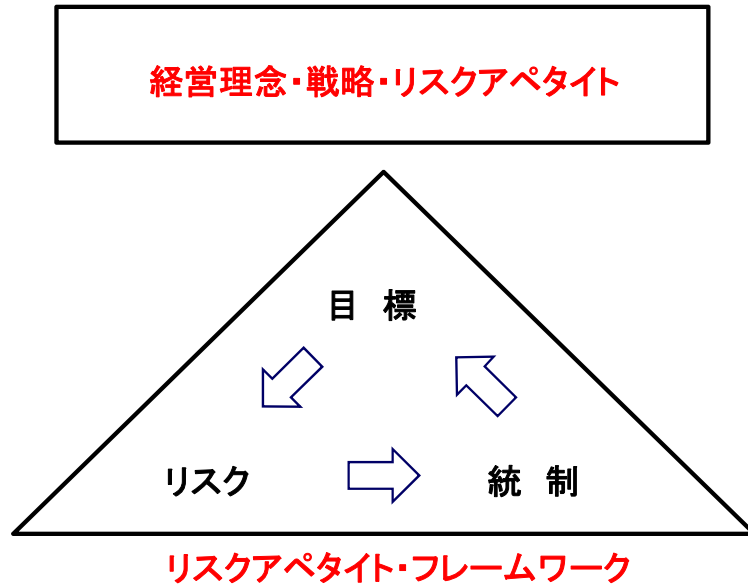 経営理念・戦略・リスクアペタイト
目 標
リスク
統 制
リスクアペタイト・フレームワーク